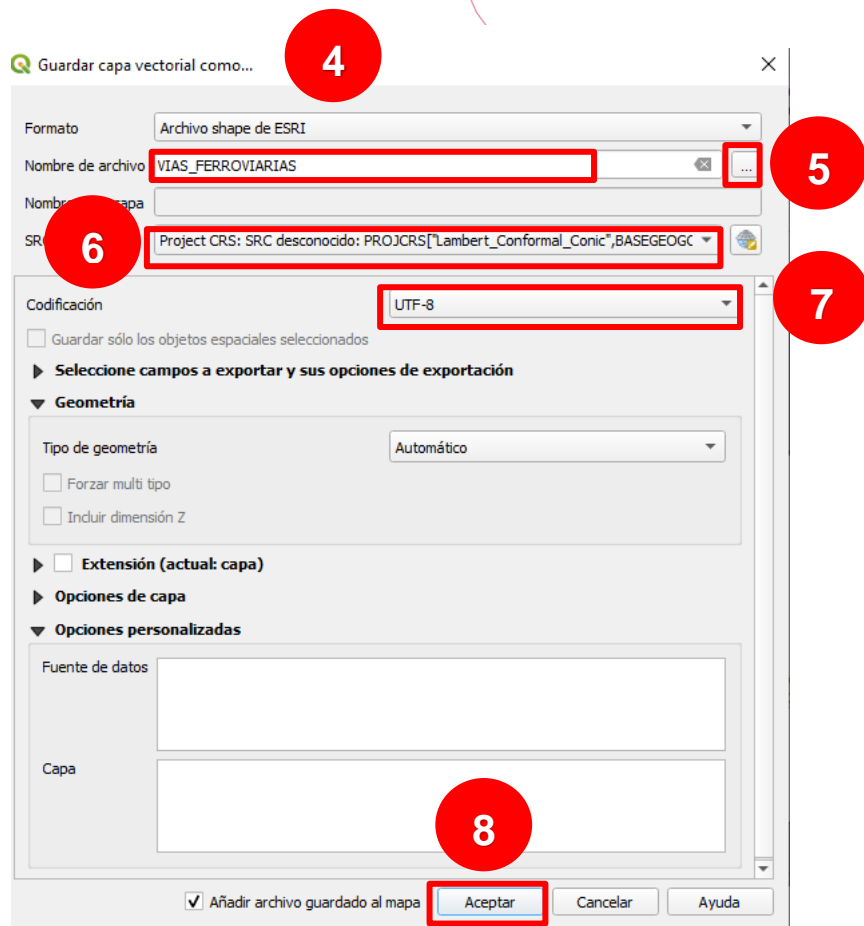 4
Guardar capa vectorial como...
Formato Archivo shape de ESRI
Nombre de archivo VIAS_FERROVIARIAS ... 5
apa
6 Project CRS: SRC desconocido: PROJCRS["Lambert_Conformal_Conic",BASEGEOGC
Codificación UTF-8 7
Guardar sólo los objetos espaciales seleccionados
Seleccione campos a exportar y sus opciones de exportación
Geometría
Tipo de geometría Automático
Forzar multi tipo
Incluir dimensión Z
Extensión (actual: capa)
Opciones de capa
Opciones personalizadas
Fuente de datos
Capa
8
Añadir archivo guardado al mapa Aceptar Cancelar Ayuda